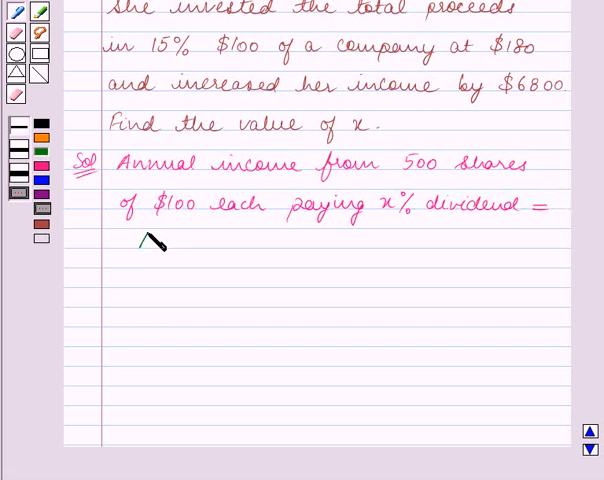 She invested the total proceeds
in 15% $100 of a company at $180
and increased her income by $6800.
Find the value of x.
Sol Annual income from 500 shares
of $100 each paying x% dividend =